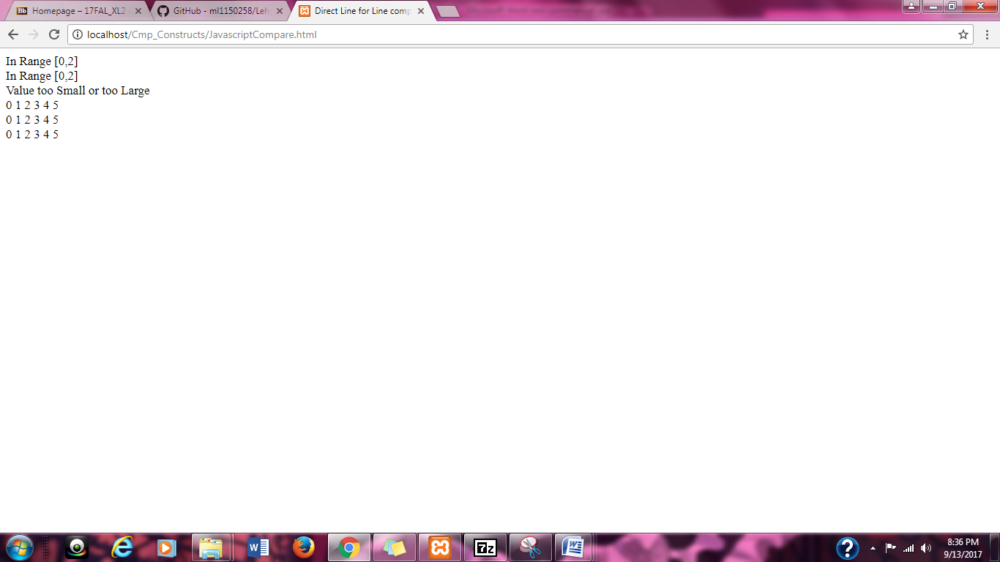 Bb Homepage – 17FAL_XL2
GitHub - ml1150258/Leh
Direct Line for Line comp
localhost/Cmp_Constructs/JavascriptCompare.html
In Range [0,2]
In Range [0,2]
Value too Small or too Large
0 1 2 3 4 5
0 1 2 3 4 5
0 1 2 3 4 5
7z
8:36 PM
9/13/2017